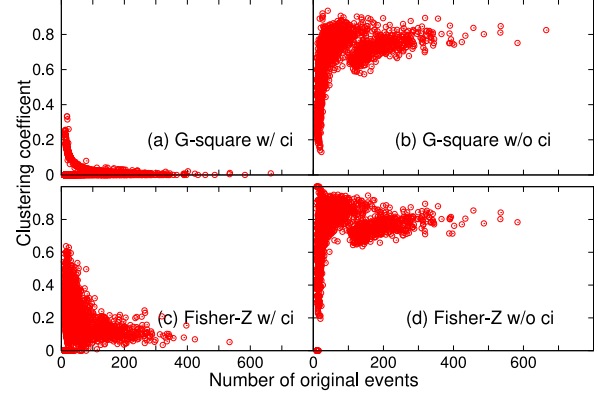 Clustering coefficent
0.8
0.6
0.4
0.2
0
(a) G-square w/ ci
(b) G-square w/o ci
0.8
0.6
0.4
0.2
0
(c) Fisher-Z w/ ci
(d) Fisher-Z w/o ci
0 200 400 600 0 200 400 600
Number of original events